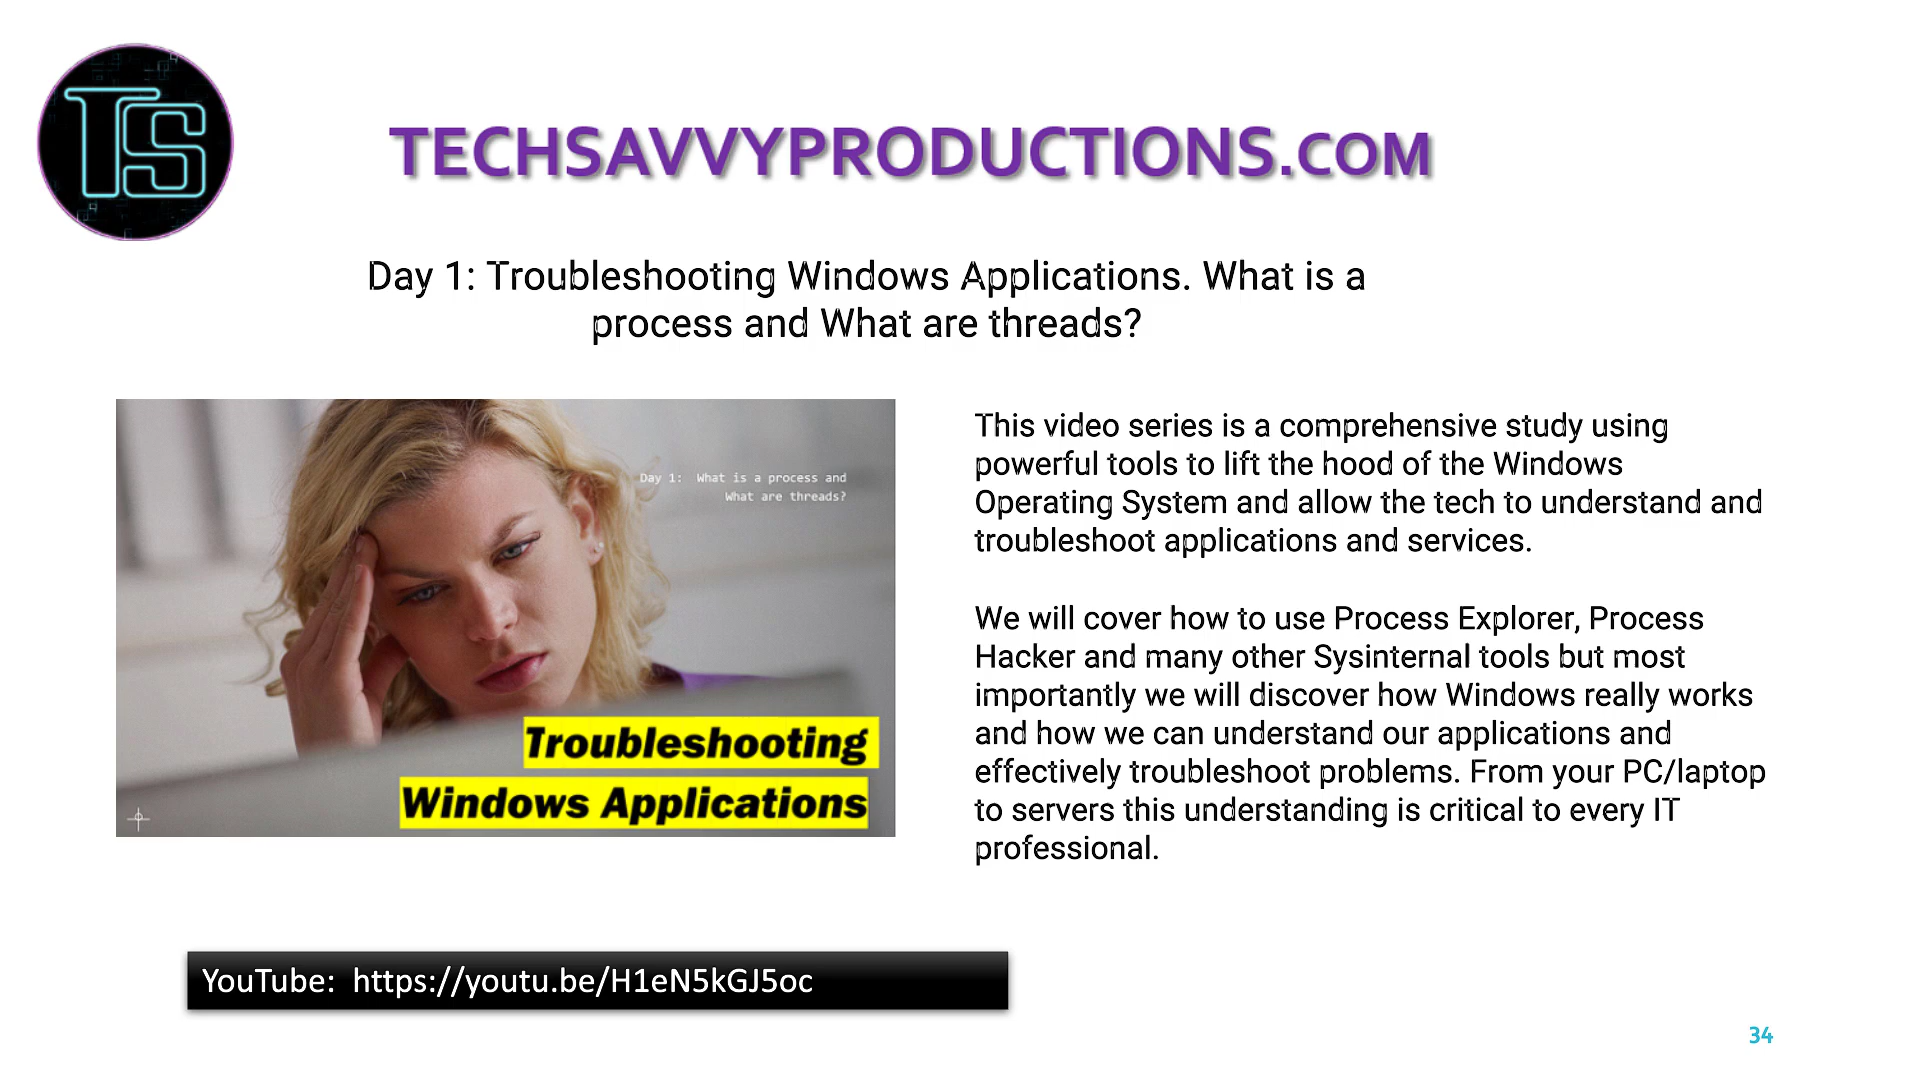 TS
TECHSAVVYPRODUCTIONS.COM
Day 1: Troubleshooting Windows Applications. What is a
process and What are threads?
Day 1: What is a process and
What are threads?
Troubleshooting
Windows Applications
This video series is a comprehensive study using
powerful tools to lift the hood of the Windows
Operating System and allow the tech to understand and
troubleshoot applications and services.
We will cover how to use Process Explorer, Process
Hacker and many other Sysinternal tools but most
importantly we will discover how Windows really works
and how we can understand our applications and
effectively troubleshoot problems. From your PC/laptop
to servers this understanding is critical to every IT
professional.
YouTube: https://youtu.be/H1eN5kGJ5oc
34